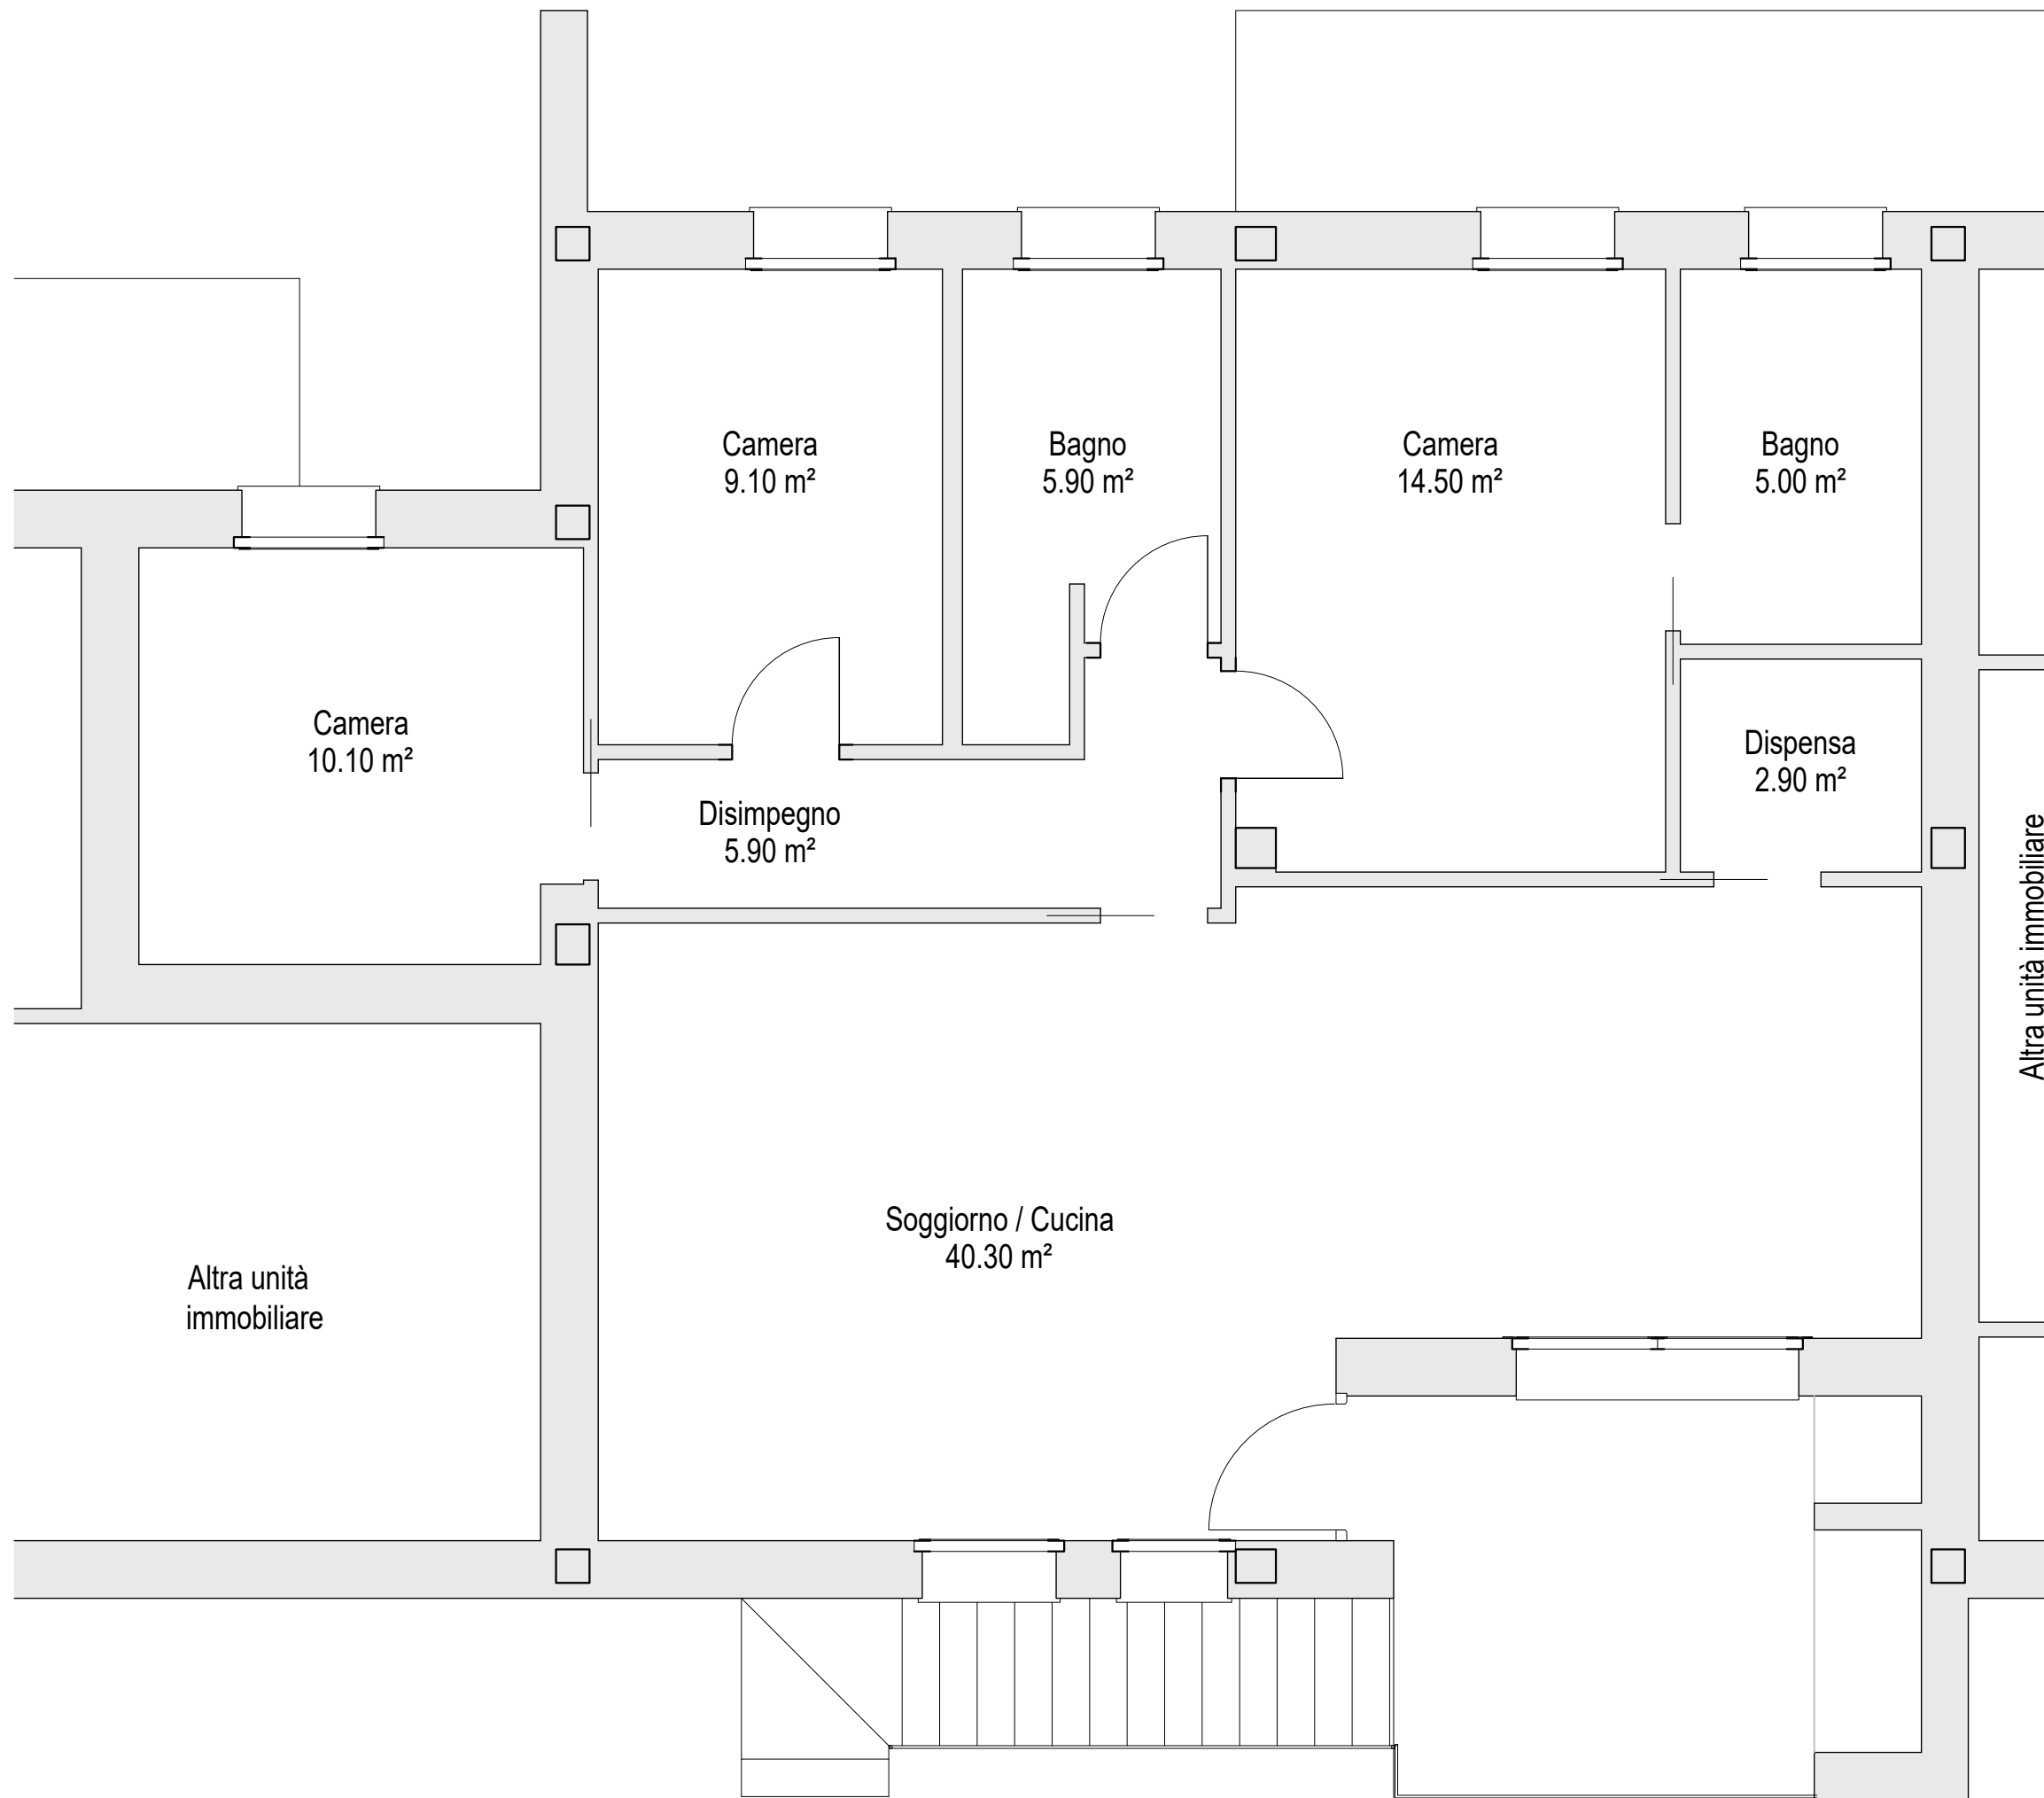 Camera
9.10 m²
Bagno
5.90 m²
Camera
14.50 m²
Bagno
5.00 m²
Camera
10.10 m²
Dispensa
2.90 m²
Disimpegno
5.90 m²
Altra unità immobiliare
Soggiorno / Cucina
40.30 m²
Altra unità
immobiliare